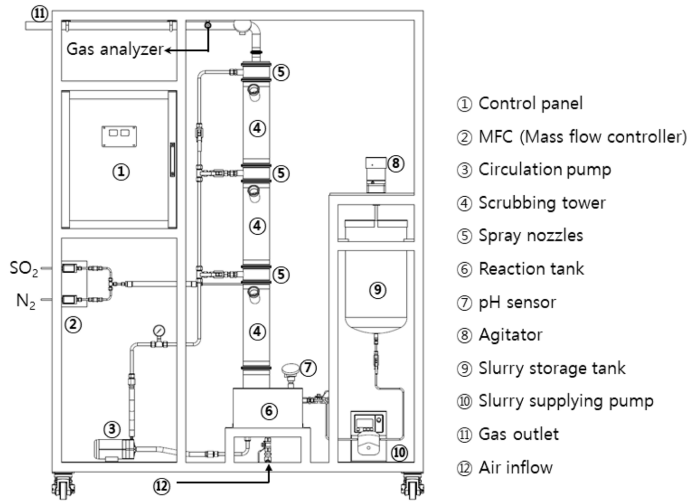 ⑪
Gas analyzer
⑤
④
①
⑧
⑤
④
SO₂
N₂
②
⑤
④
⑨
⑦
⑥
③
⑩
⑫
① Control panel
② MFC (Mass flow controller)
③ Circulation pump
④ Scrubbing tower
⑤ Spray nozzles
⑥ Reaction tank
⑦ pH sensor
⑧ Agitator
⑨ Slurry storage tank
⑩ Slurry supplying pump
⑪ Gas outlet
⑫ Air inflow